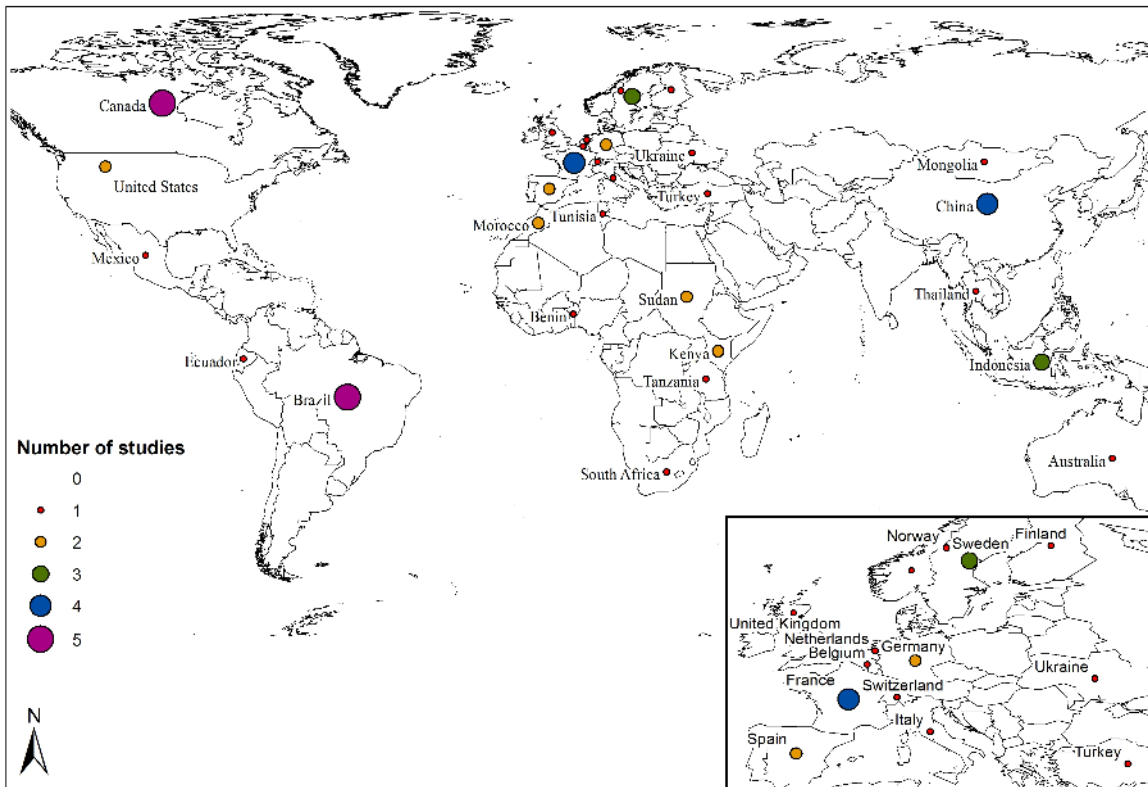 Canada
United States
Mexico
Ecuador
Brazil
Ukraine
Turkey
Tunisia
Morocco
Sudan
Benin
Kenya
Tanzania
South Africa
Mongolia
China
Thailand
Indonesia
Australia
Number of studies
0
1
2
3
4
5
N
Norway
Sweden
Finland
United Kingdom
Netherlands
Belgium
Germany
Ukraine
France
Switzerland
Italy
Spain
Turkey